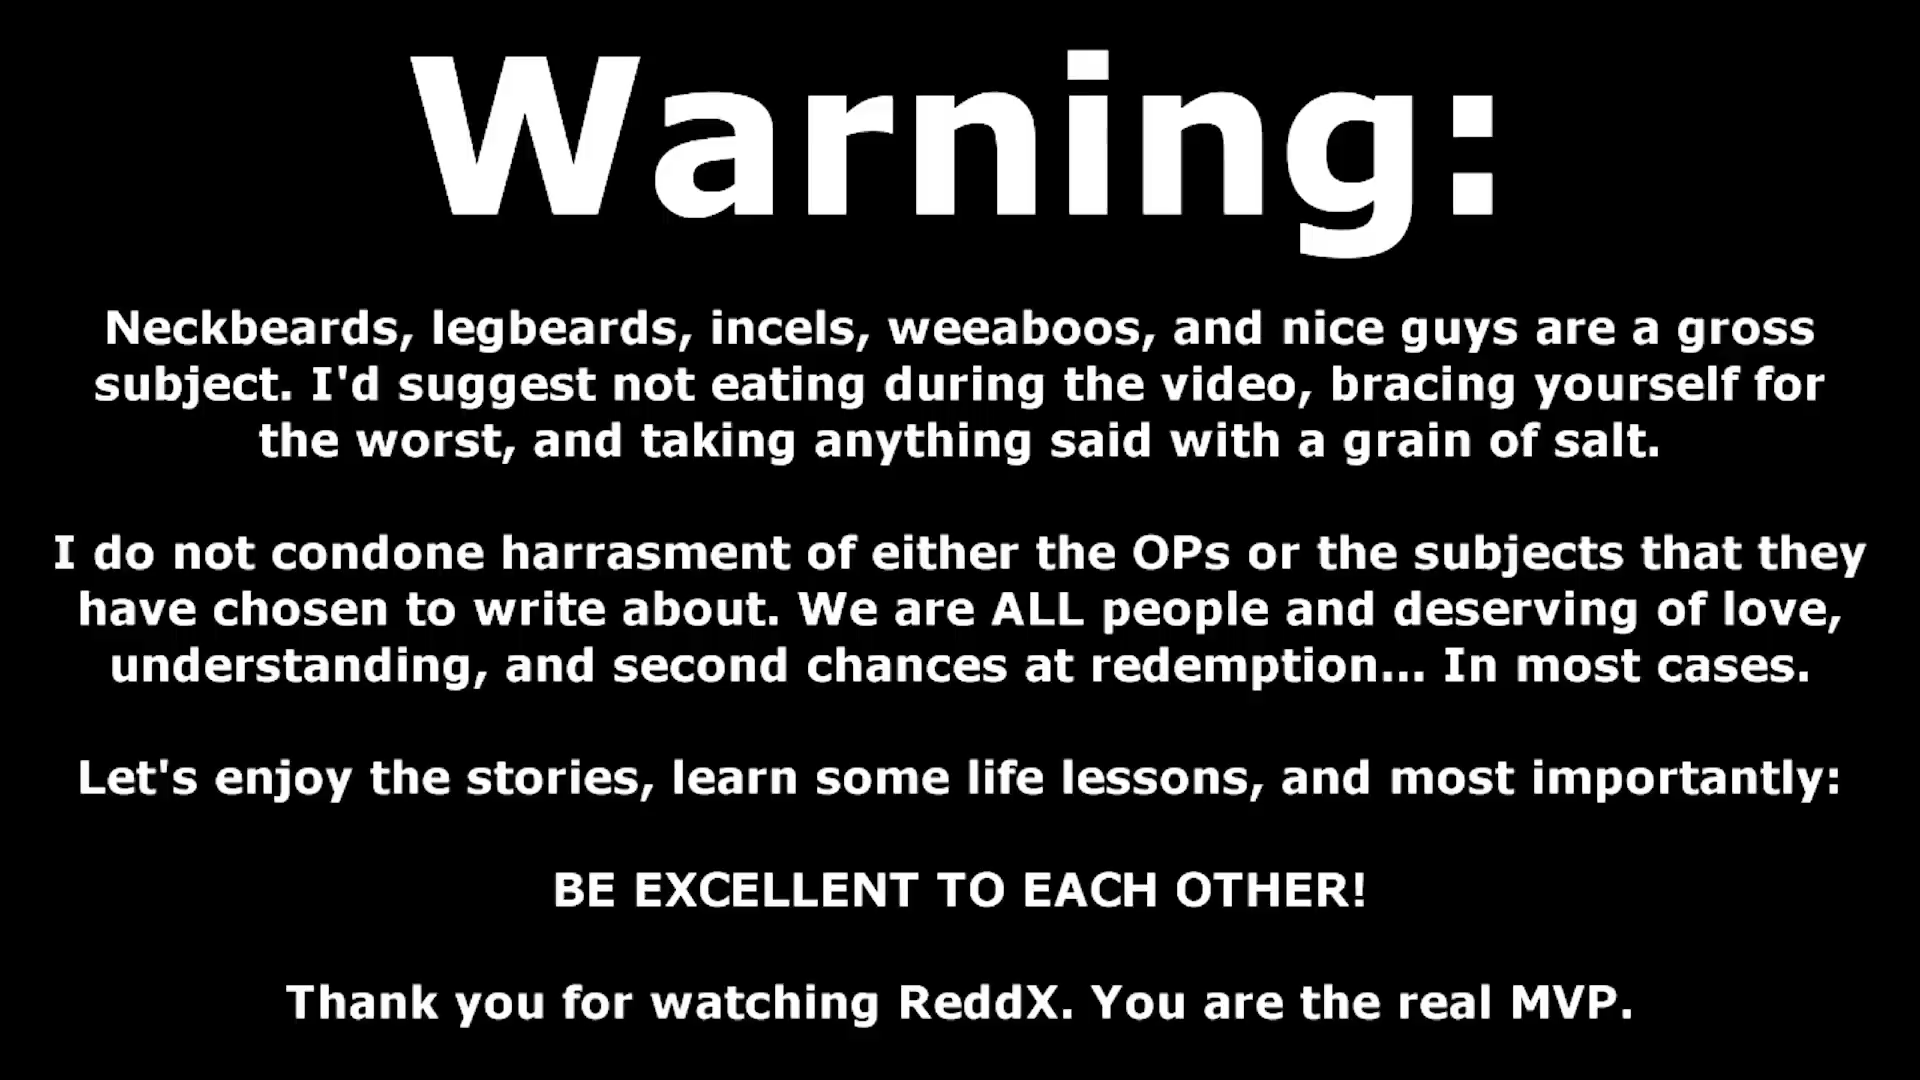 Warning:
Neckbeards, legbeards, incels, weeaboos, and nice guys are a gross
subject. I'd suggest not eating during the video, bracing yourself for
the worst, and taking anything said with a grain of salt.
I do not condone harrasment of either the OPs or the subjects that they
have chosen to write about. We are ALL people and deserving of love,
understanding, and second chances at redemption... In most cases.
Let's enjoy the stories, learn some life lessons, and most importantly:
BE EXCELLENT TO EACH OTHER!
Thank you for watching ReddX. You are the real MVP.